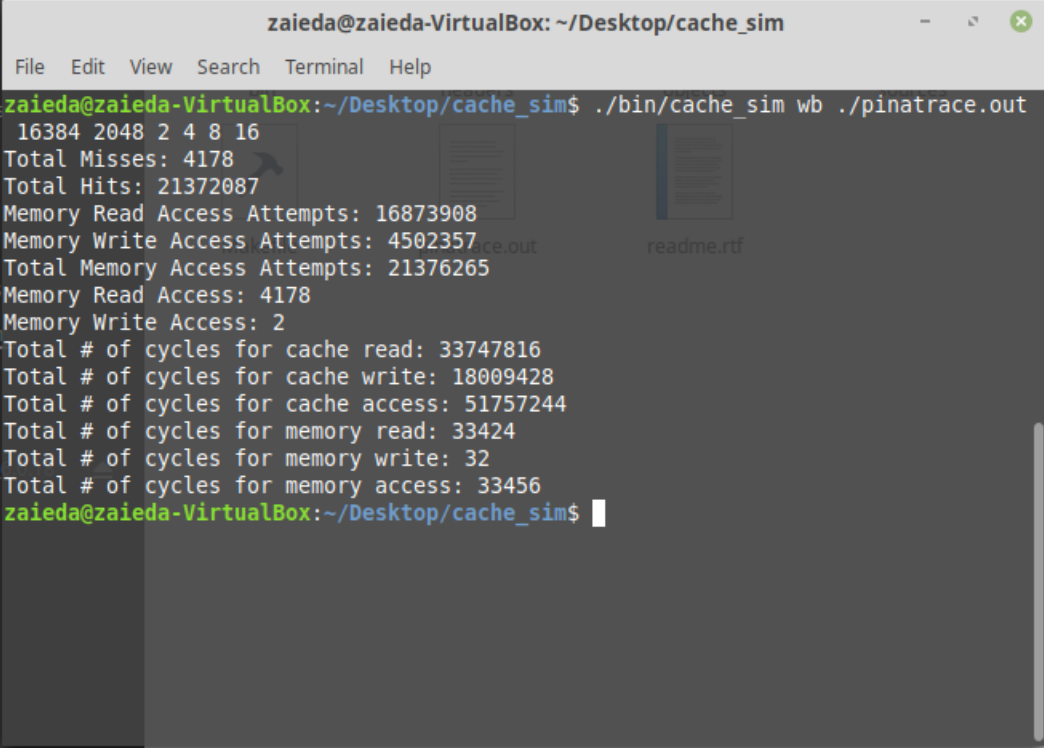 zaieda@zaieda-VirtualBox: ~/Desktop/cache_sim
File Edit View Search Terminal Help
zaieda@zaieda-VirtualBox:~/Desktop/cache_sim$ ./bin/cache_sim wb ./pinatrace.out
16384 2048 2 4 8 16
Total Misses: 4178
Total Hits: 21372087
Memory Read Access Attempts: 16873908
Memory Write Access Attempts: 4502357
pinatrace.out
readme.rtf
Total Memory Access Attempts: 21376265
Memory Read Access: 4178
Memory Write Access: 2
Total # of cycles for cache read: 33747816
Total # of cycles for cache write: 18009428
Total # of cycles for cache access: 51757244
Total # of cycles for memory read: 33424
Total # of cycles for memory write: 32
Total # of cycles for memory access: 33456
zaieda@zaieda-VirtualBox:~/Desktop/cache_sim$